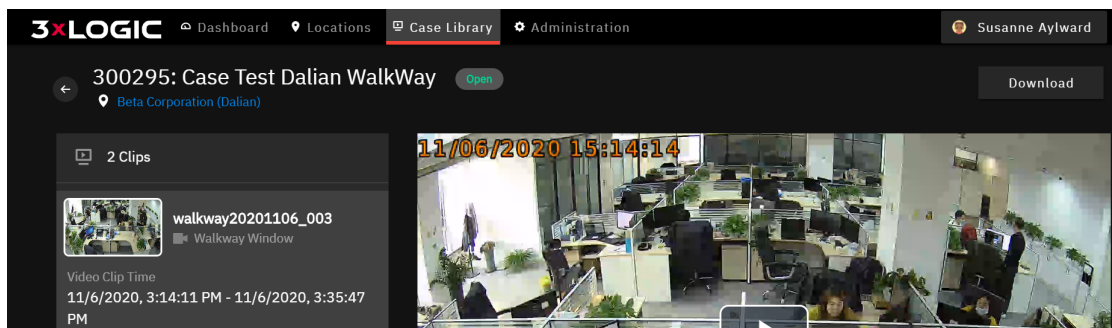 3xLOGIC Dashboard Locations Case Library Administration Susanne Aylward
300295: Case Test Dalian WalkWay Open Download
Beta Corporation (Dalian)
2 Clips
11/06/2020 15:14:14
walkway20201106_003
Walkway Window
Video Clip Time
11/6/2020, 3:14:11 PM - 11/6/2020, 3:35:47
PM